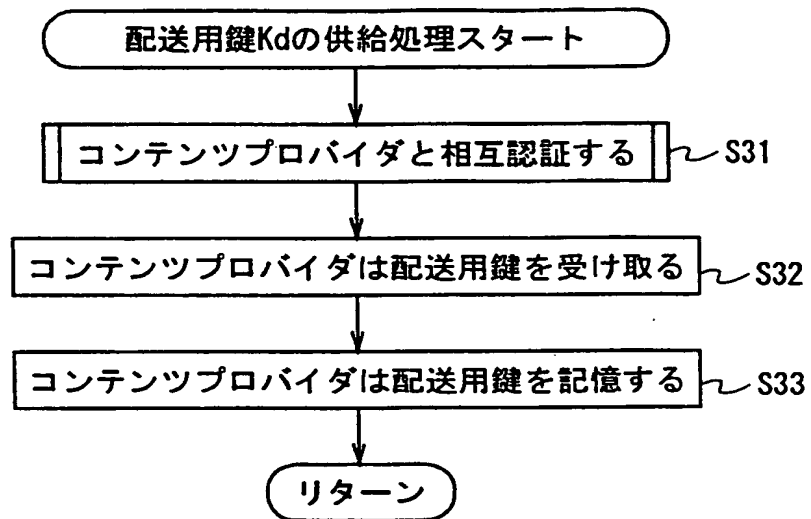 配送用鍵Kdの供給処理スタート
コンテンツプロバイダと相互認証する
S31
コンテンツプロバイダは配送用鍵を受け取る
S32
コンテンツプロバイダは配送用鍵を記憶する
S33
リターン